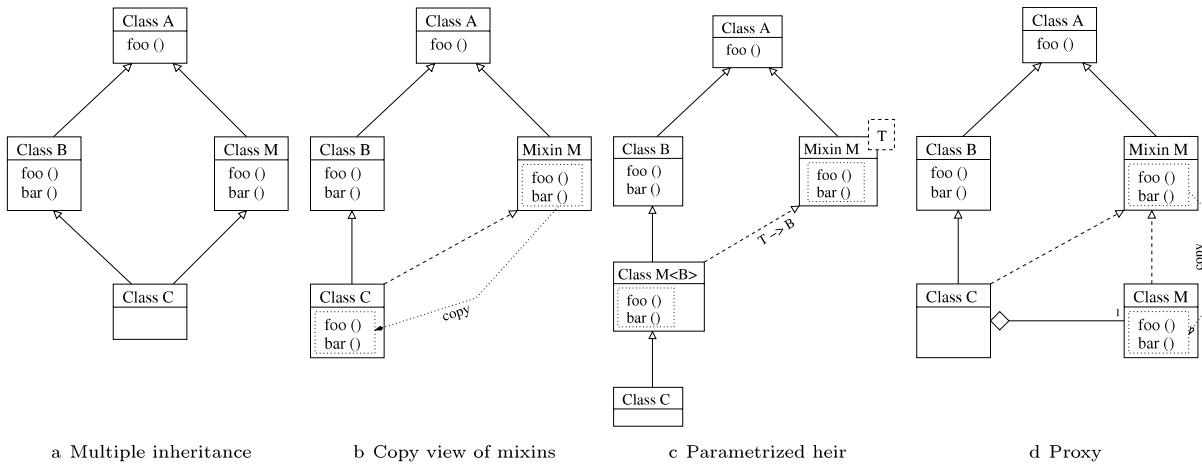 Class A
foo ()
Class B
foo ()
bar ()
Class M
foo ()
bar ()
Class C
a Multiple inheritance
Class A
foo ()
Class B
foo ()
bar ()
Mixin M
foo ()
bar ()
Class C
foo ()
bar ()
copy
b Copy view of mixins
Class A
foo ()
Class B
foo ()
bar ()
Mixin M
T
foo ()
bar ()
T -> B
Class M<B>
foo ()
bar ()
Class C
c Parametrized heir
Class A
foo ()
Class B
foo ()
bar ()
Mixin M
foo ()
bar ()
copy
Class C
1
Class M
foo ()
bar ()
d Proxy